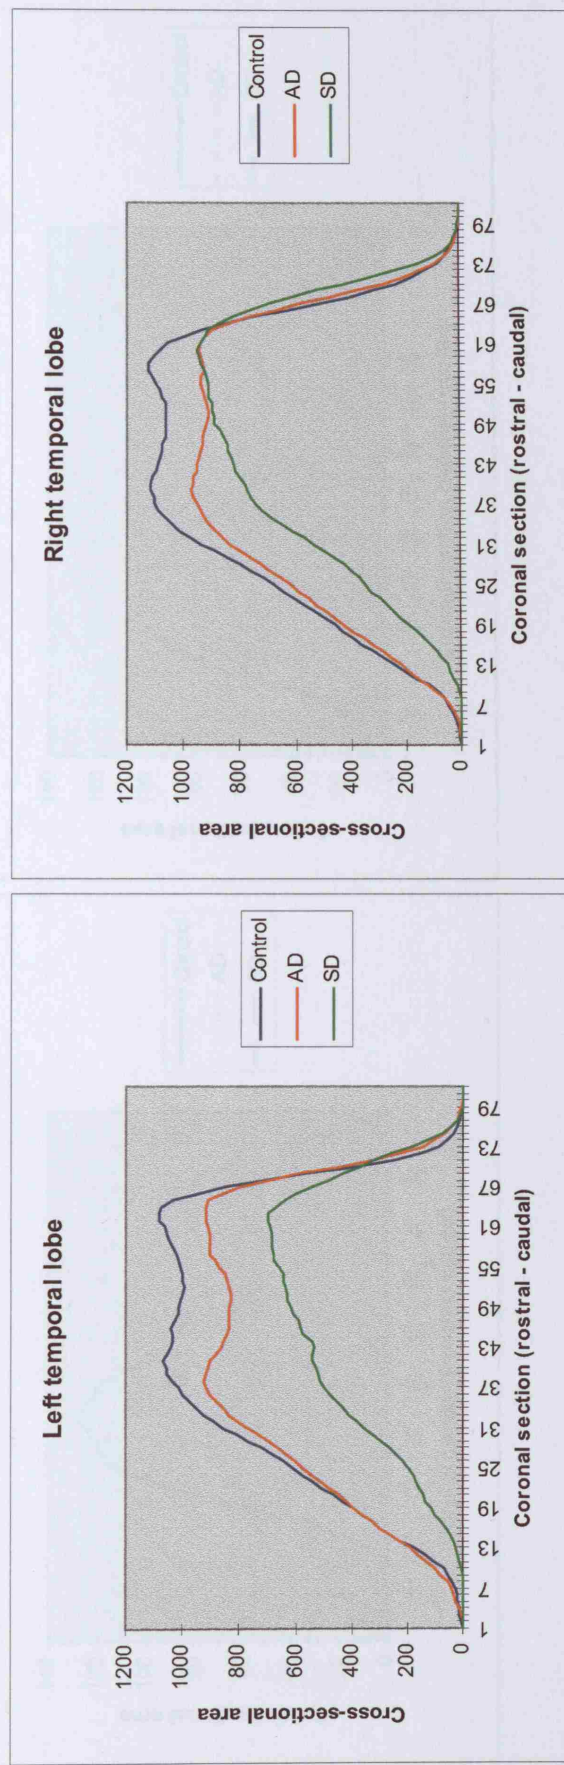 Left temporal lobe
1200
1000
800
600
400
200
0
Cross-sectional area
1 7 13 19 25 31 37 43 49 55 61 67 73 79
Coronal section (rostral - caudal)
Control
AD
SD
Right temporal lobe
1200
1000
800
600
400
200
0
Cross-sectional area
1 7 13 19 25 31 37 43 49 55 61 67 73 79
Coronal section (rostral - caudal)
Control
AD
SD